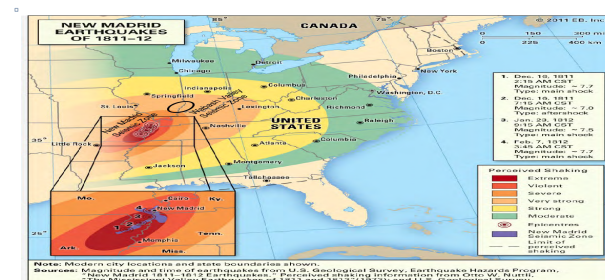 NEW MADRID
EARTHQUAKES
OF 1811–12
85°
75°
CANADA
© 2011 EB, Inc.
0 150 300 mi
0 225 400 km
Milwaukee
Detroit
Chicago
Boston
New York
Philadelphia
Indianapolis
Columbus
Springfield
Wabash Valley
Seismic Zone
Washington, D.C.
St. Louis
Lexington
Charleston
Richmond
New Madrid
Seismic Zone
UNITED
STATES
Raleigh
Nashville
35°
Little Rock
Atlanta
Columbia
Jackson
Montgomery
Tallahassee
1. Dec. 16, 1811
2:15 AM CST
Magnitude: ~7.7
Type: main shock
Dec. 16, 1811
7:15 AM CST
Magnitude: ~7.0
Type: aftershock
3. Jan. 23, 1812
9:15 AM CST
Magnitude: ~7.5
Type: main shock
4. Feb. 7, 1812
3:45 AM CST
Magnitude: ~7.7
Type: main shock
Perceived Shaking
Extreme
Violent
Severe
Very strong
Strong
Moderate
Epicentres
New Madrid
Seismic Zone
Limit of
perceived
shaking
Mo.
Cairo
Ky.
4
New Madrid
Tenn.
Memphis
Ark.
Miss.
25°
Note: Modern city locations and state boundaries shown.
Sources: Magnitude and time of earthquakes from U.S. Geological Survey, Earthquake Hazards Program,
"New Madrid 1811–1812 Earthquakes." Perceived shaking information from Otto W. Nuttli,